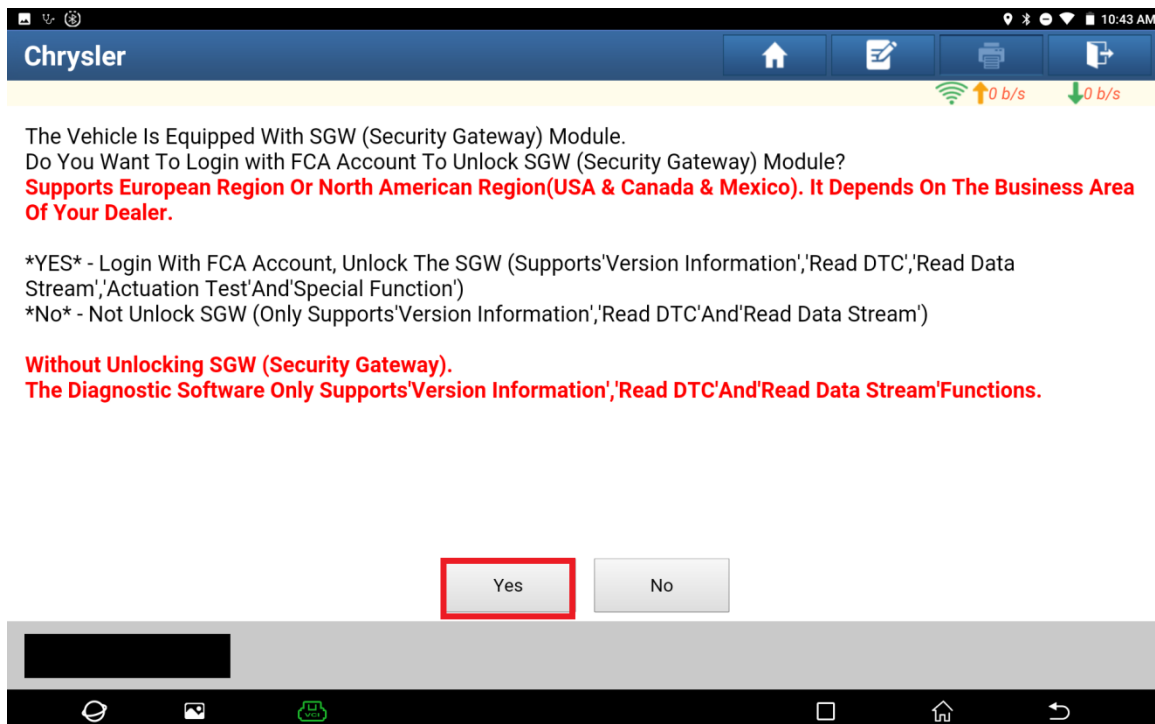 10:43 AM
Chrysler
0 b/s 0 b/s
The Vehicle Is Equipped With SGW (Security Gateway) Module.
Do You Want To Login with FCA Account To Unlock SGW (Security Gateway) Module?
Supports European Region Or North American Region(USA & Canada & Mexico). It Depends On The Business Area
Of Your Dealer.
*YES* - Login With FCA Account, Unlock The SGW (Supports'Version Information','Read DTC','Read Data
Stream','Actuation Test'And'Special Function')
*No* - Not Unlock SGW (Only Supports'Version Information','Read DTC'And'Read Data Stream')
Without Unlocking SGW (Security Gateway).
The Diagnostic Software Only Supports'Version Information','Read DTC'And'Read Data Stream'Functions.
Yes No
VCI